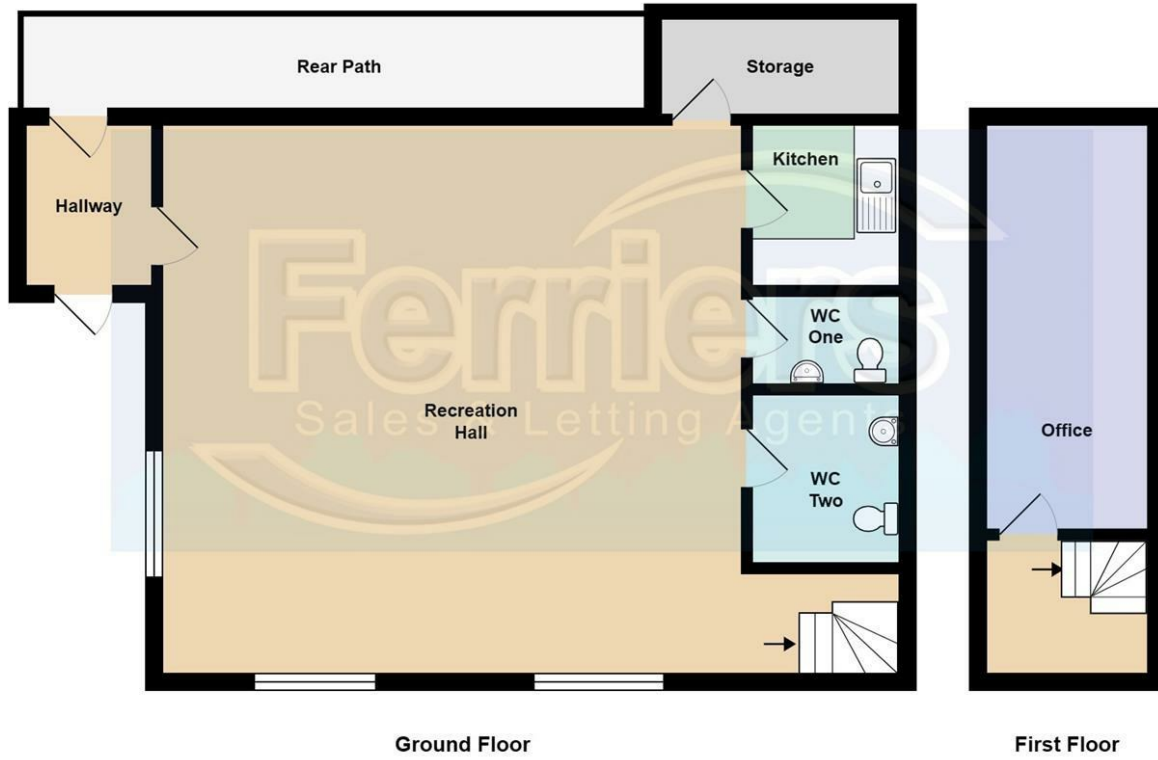 Rear Path
Storage
Kitchen
Hallway
WC
One
Ferriers
Sales & Letting Agents
Recreation
Hall
Office
WC
Two
Ground Floor
First Floor